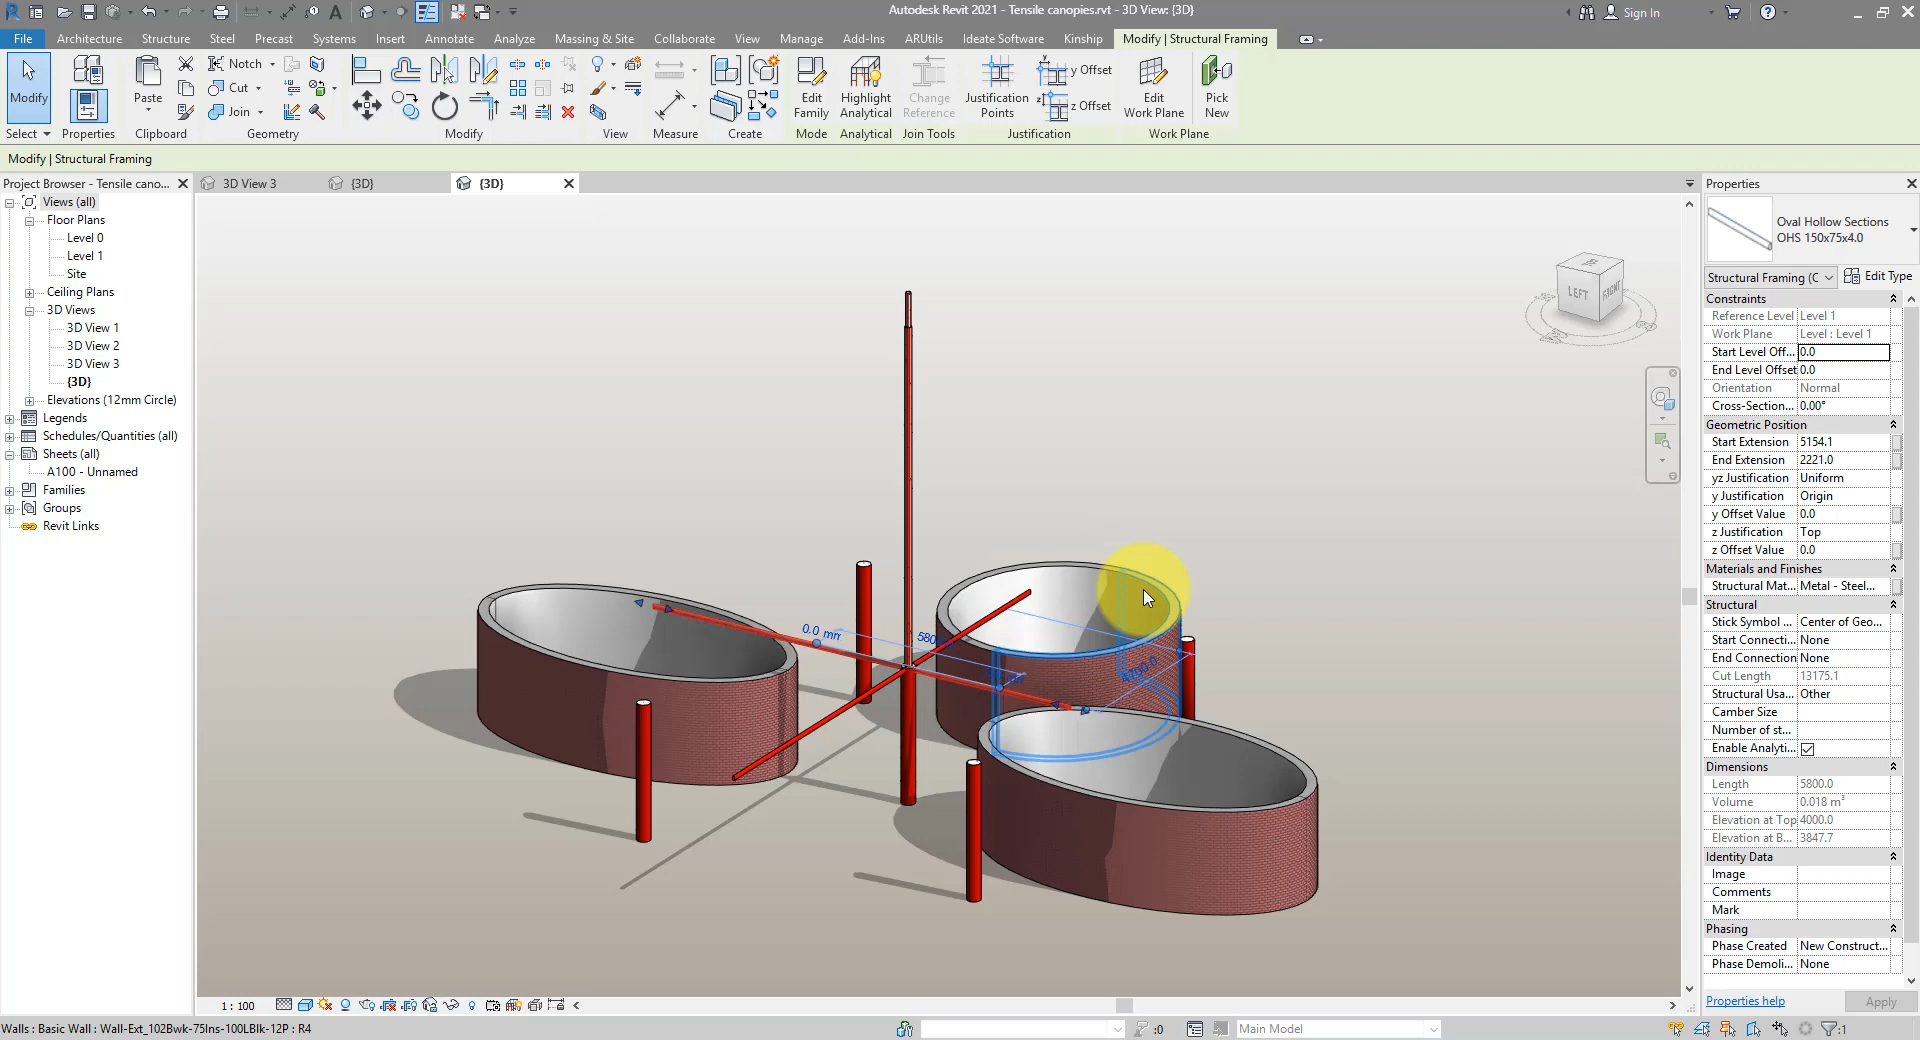 Autodesk Revit 2021 - Tensile canopies.rvt - 3D View: {3D}
Sign In
File
Architecture
Structure
Steel
Precast
Systems
Insert
Annotate
Analyze
Massing & Site
Collaborate
View
Manage
Add-Ins
ARUtils
Ideate Software
Kinship
Modify | Structural Framing
Modify
Select
Properties
Paste
Clipboard
Notch
Cut
Join
Geometry
Modify
View
Measure
Create
Edit
Family
Mode
Highlight
Analytical
Analytical
Change
Reference
Join Tools
Justification
Points
y Offset
z Offset
Justification
Edit
Work Plane
Work Plane
Pick
New
Modify | Structural Framing
Project Browser - Tensile cano...
Views (all)
Floor Plans
Level 0
Level 1
Site
Ceiling Plans
3D Views
3D View 1
3D View 2
3D View 3
{3D}
Elevations (12mm Circle)
Legends
Schedules/Quantities (all)
Sheets (all)
A100 - Unnamed
Families
Groups
Revit Links
3D View 3
{3D}
{3D}
LEFT
FRONT
0.0 mm
580
Properties
Oval Hollow Sections
OHS 150x75x4.0
Structural Framing (C
Edit Type
Constraints
Reference Level Level 1
Work Plane Level : Level 1
Start Level Off... 0.0
End Level Offset 0.0
Orientation Normal
Cross-Section... 0.00°
Geometric Position
Start Extension 5154.1
End Extension 2221.0
yz Justification Uniform
y Justification Origin
y Offset Value 0.0
z Justification Top
z Offset Value 0.0
Materials and Finishes
Structural Mat... Metal - Steel...
Structural
Stick Symbol ... Center of Geo...
Start Connecti... None
End Connection None
Cut Length 13175.1
Structural Usa... Other
Camber Size
Number of st...
Enable Analyti...
Dimensions
Length 5800.0
Volume 0.018 m³
Elevation at Top 4000.0
Elevation at B... 3847.7
Identity Data
Image
Comments
Mark
Phasing
Phase Created New Construct...
Phase Demoli... None
Properties help
Apply
1 : 100
Walls : Basic Wall : Wall-Ext_102Bwk-75Ins-100LBlk-12P : R4
:0
Main Model
:1